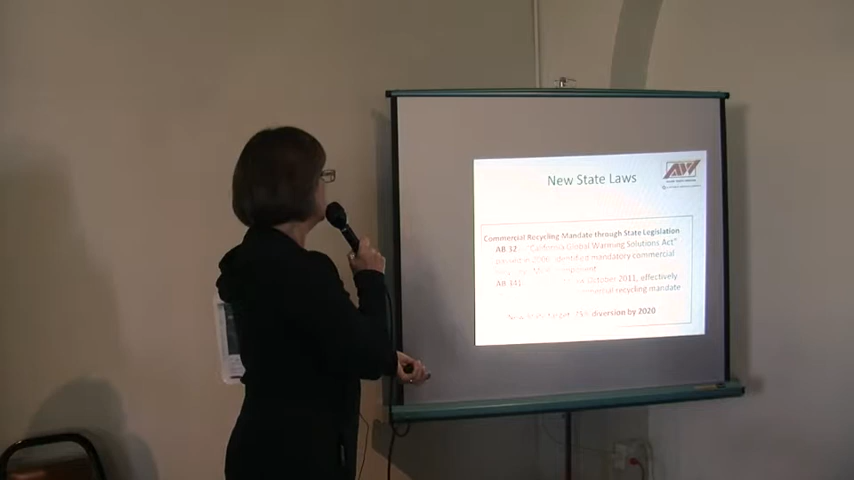 New State Laws
AW
Commercial Recycling Mandate through State Legislation
AB 32 "California Global Warming Solutions Act"
passed in 2006, identified mandatory commercial
AB 341 October 2011, effectively
commercial recycling mandate
New State target: 75% diversion by 2020